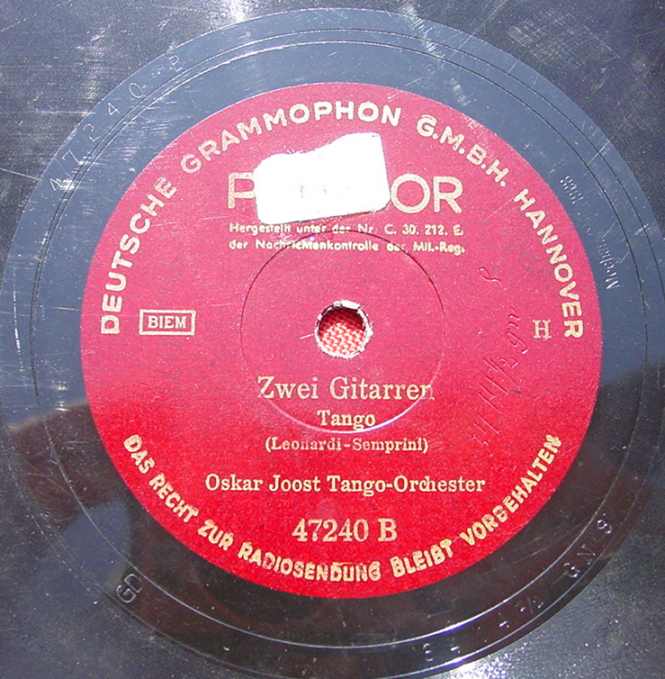 DEUTSCHE GRAMMOPHON G.M.B.H. HANNOVER
Hergestellt unter der Nr. C. 30. 212. E.
der Nachrichtenkontrolle der Mil.-Reg.
BIEM
H
Zwei Gitarren
Tango
(Leonardi-Semprini)
Oskar Joost Tango-Orchester
47240 B
DAS RECHT ZUR RADIOSENDUNG BLEIBT VORBEHALTEN
47240